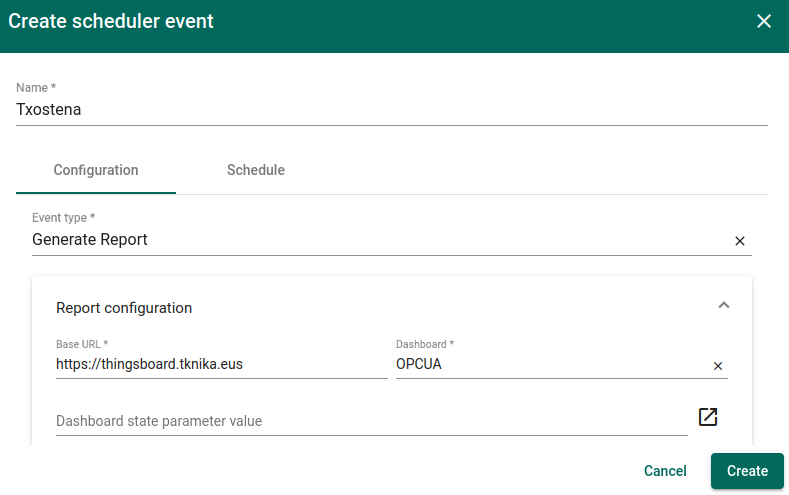 Create scheduler event
Name *
Txostena
Configuration Schedule
Event type *
Generate Report
Report configuration
Base URL * Dashboard *
https://thingsboard.tknika.eus OPCUA
Dashboard state parameter value
Cancel Create